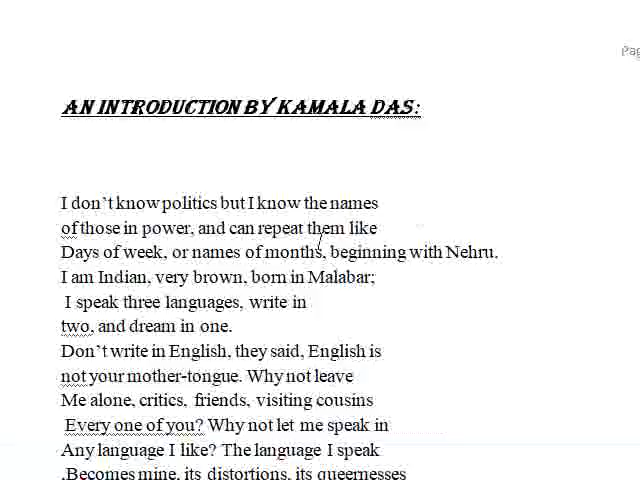 Pag
AN INTRODUCTION BY KAMALA DAS:
I don't know politics but I know the names
of those in power, and can repeat them like
Days of week, or names of months, beginning with Nehru.
I am Indian, very brown, born in Malabar;
I speak three languages, write in
two, and dream in one.
Don't write in English, they said, English is
not your mother-tongue. Why not leave
Me alone, critics, friends, visiting cousins
Every one of you? Why not let me speak in
Any language I like? The language I speak
,Becomes mine, its distortions, its queernesses